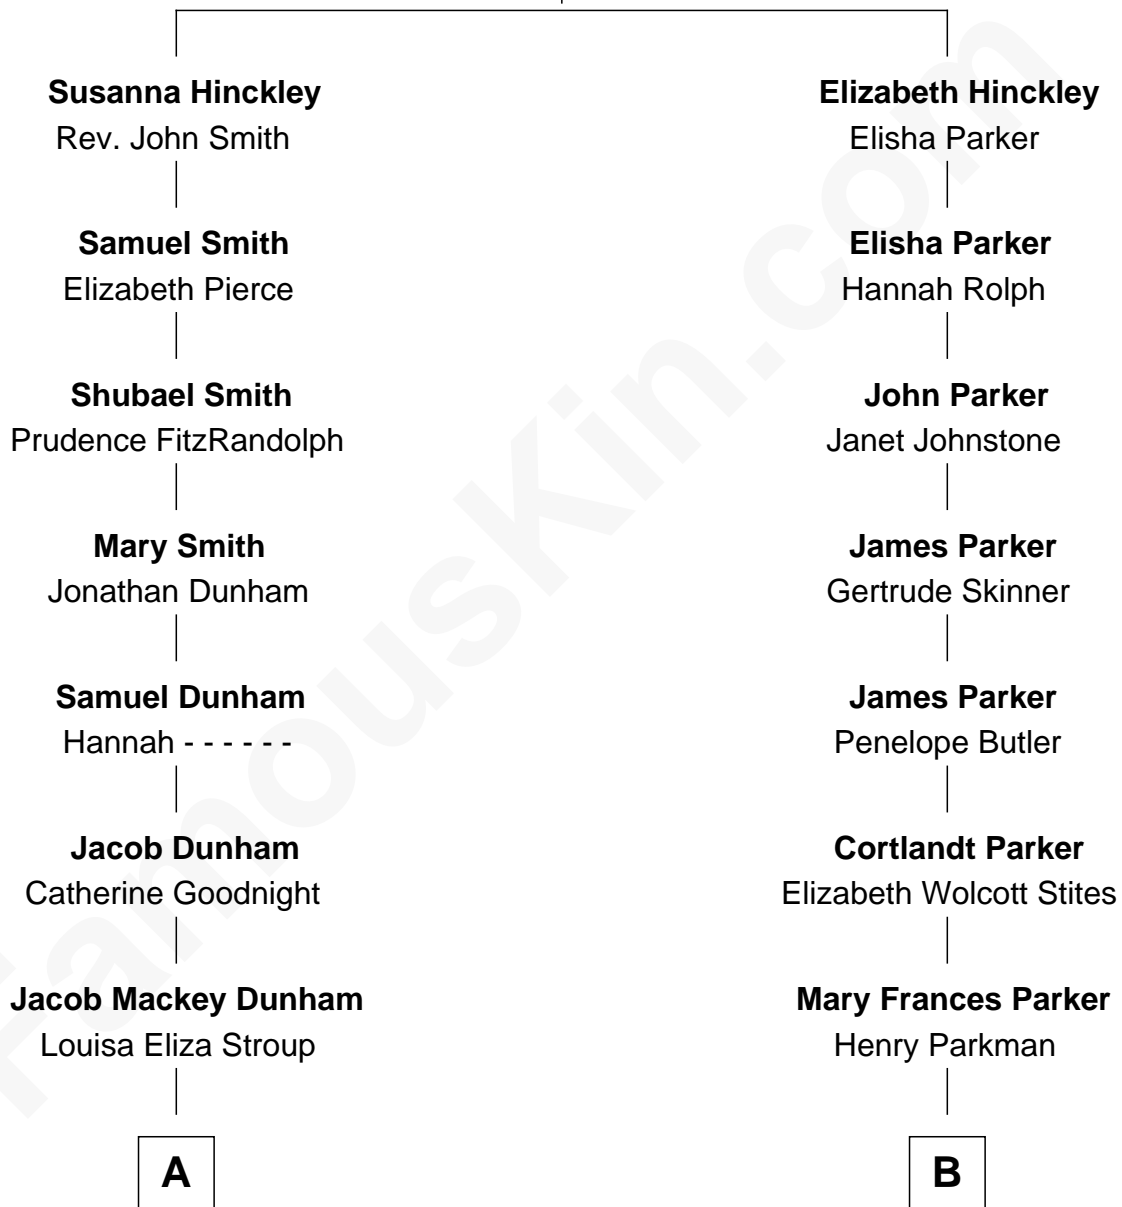 Susanna Hinckley
Rev. John Smith
Samuel Smith
Elizabeth Pierce
Shubael Smith
Prudence FitzRandolph
Mary Smith
Jonathan Dunham
Samuel Dunham
Hannah - - - - - -
Jacob Dunham
Catherine Goodnight
Jacob Mackey Dunham
Louisa Eliza Stroup
A
Elizabeth Hinckley
Elisha Parker
Elisha Parker
Hannah Rolph
John Parker
Janet Johnstone
James Parker
Gertrude Skinner
James Parker
Penelope Butler
Cortlandt Parker
Elizabeth Wolcott Stites
Mary Frances Parker
Henry Parkman
B
FamousKin.com